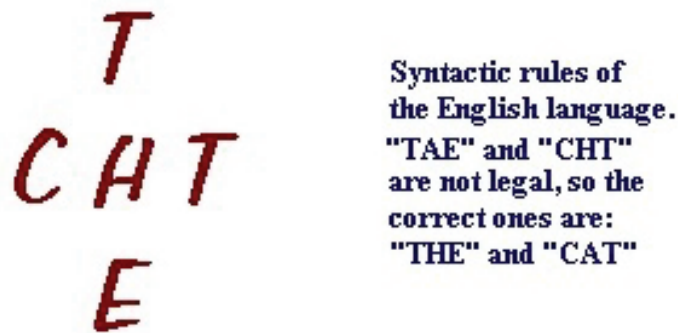 T
C H T
E
Syntactic rules of
the English language.
"TAE" and "CHT"
are not legal, so the
correct ones are:
"THE" and "CAT"